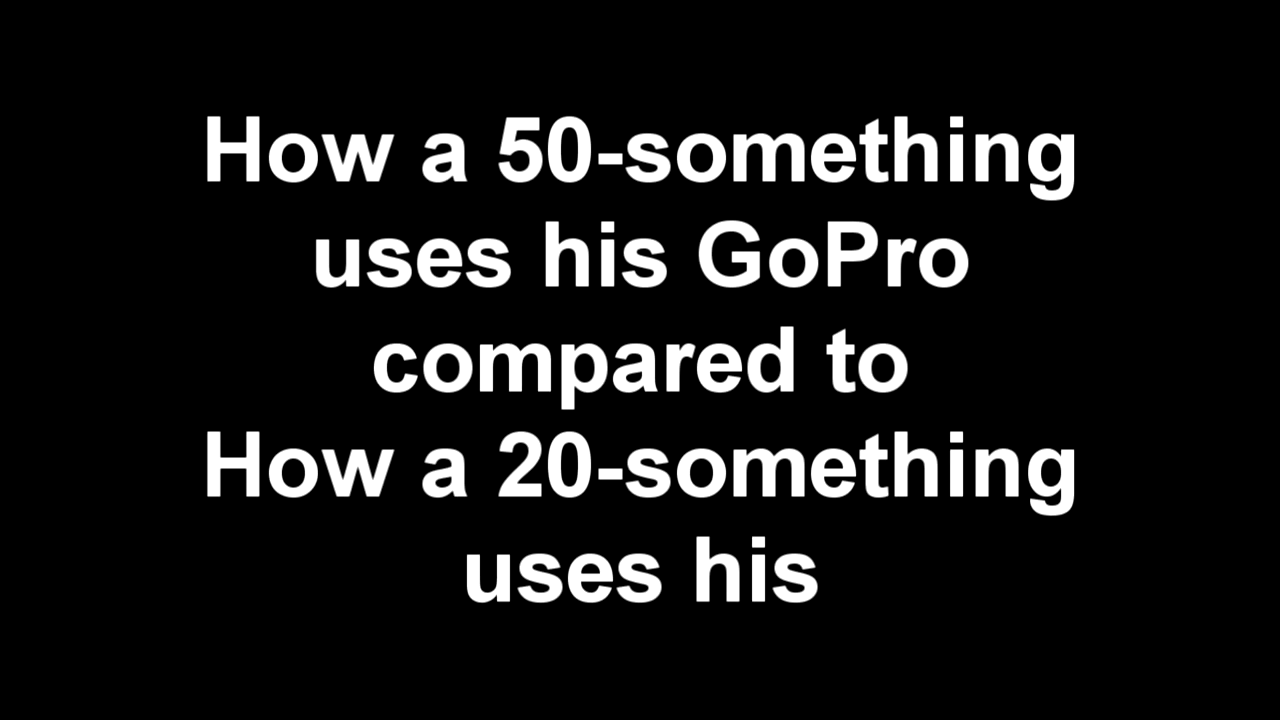 How a 50-something
uses his GoPro
compared to
How a 20-something
uses his